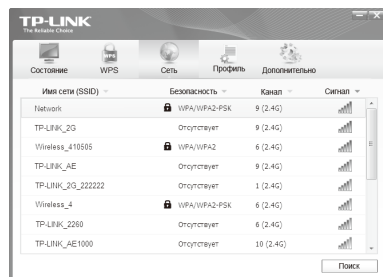 TP-LINK
The Reliable Choice
WPS
Состояние WPS Сеть Профиль Дополнительно
Имя сети (SSID) Безопасность Канал Сигнал
Network WPA/WPA2-PSK 9 (2.4G)
TP-LINK_2G Отсутствует 9 (2.4G)
Wireless_410505 WPA/WPA2 6 (2.4G)
TP-LINK_AE Отсутствует 9 (2.4G)
TP-LINK_2G_222222 Отсутствует 1 (2.4G)
Wireless_4 WPA/WPA2-PSK 6 (2.4G)
TP-LINK_2260 Отсутствует 6 (2.4G)
TP-LINK_AE1000 Отсутствует 10 (2.4G)
Поиск